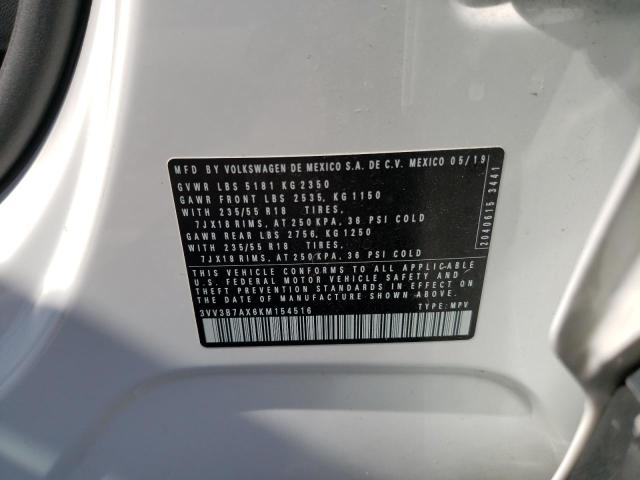 MFD BY VOLKSWAGEN DE MEXICO S.A. DE C.V. MEXICO 05/19
GVWR LBS 5181 KG2350
GAWR FRONT LBS 2535, KG1150
WITH 235/55 R18 TIRES,
7JX18 RIMS, AT 250KPA, 36 PSI COLD
GAWR REAR LBS 2756, KG1250
WITH 235/55 R18 TIRES,
7JX18 RIMS, AT 250KPA, 36 PSI COLD
THIS VEHICLE CONFORMS TO ALL APPLICABLE
U.S. FEDERAL MOTOR VEHICLE SAFETY AND
THEFT PREVENTION STANDARDS IN EFFECT ON
THE DATE OF MANUFACTURE SHOWN ABOVE.
3VV3B7AX6KM154516 TYPE: MPV
2040615 3441